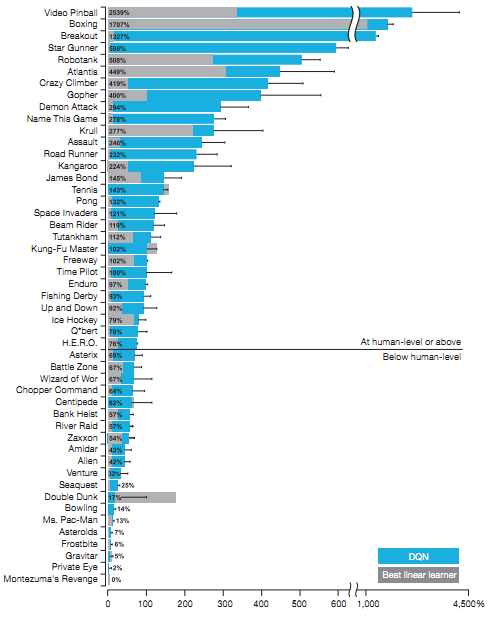 Video Pinball 2539%
Boxing 1707%
Breakout 1327%
Star Gunner 598%
Robotank 508%
Atlantis 449%
Crazy Climber 419%
Gopher 400%
Demon Attack 294%
Name This Game 278%
Krull 277%
Assault 246%
Road Runner 232%
Kangaroo 224%
James Bond 145%
Tennis 143%
Pong 132%
Space Invaders 121%
Beam Rider 119%
Tutankham 112%
Kung-Fu Master 102%
Freeway 102%
Time Pilot 100%
Enduro 97%
Fishing Derby 93%
Up and Down 92%
Ice Hockey 79%
Q*bert 78%
H.E.R.O. 76%
At human-level or above
Below human-level
Asterix 69%
Battle Zone 67%
Wizard of Wor 67%
Chopper Command 64%
Centipede 62%
Bank Heist 57%
River Raid 57%
Zaxxon 54%
Amidar 43%
Alien 42%
Venture 32%
Seaquest 25%
Double Dunk 17%
Bowling 14%
Ms. Pac-Man 13%
Asteroids 7%
Frostbite 6%
Gravitar 5%
Private Eye 2%
Montezuma's Revenge 0%
DQN
Best linear learner
0 100 200 300 400 500 600 1,000 4,500%